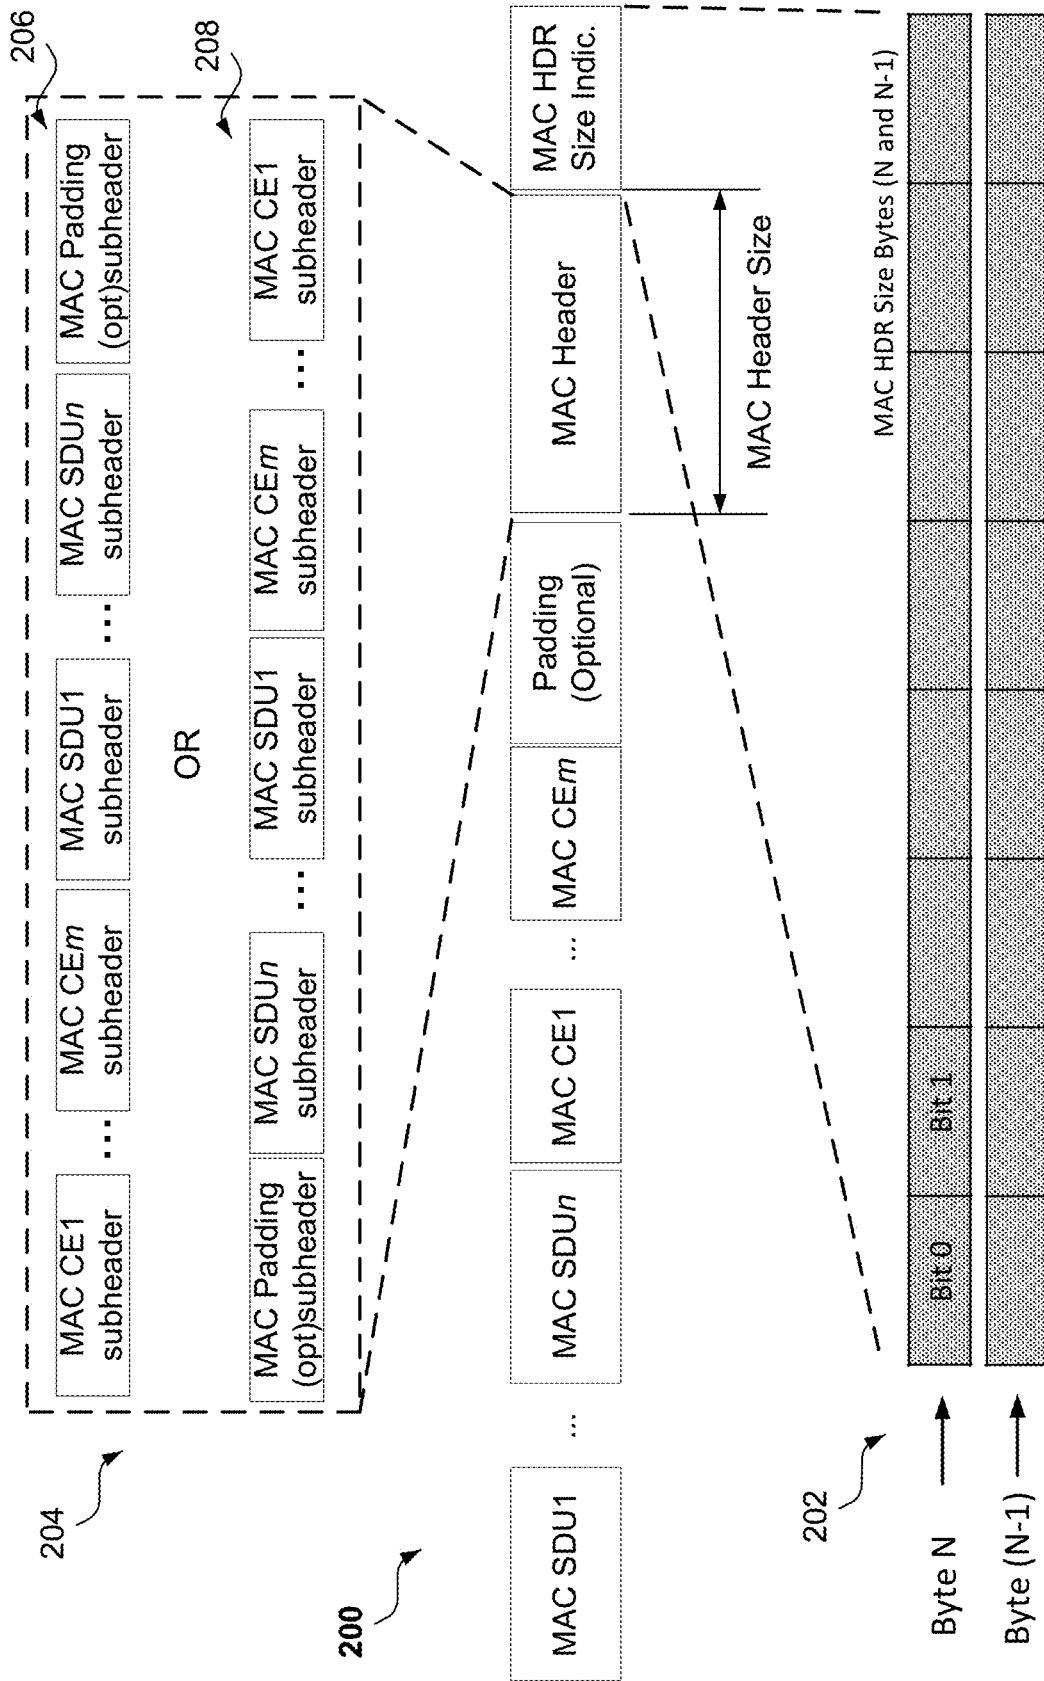 204
206
MAC CE1
subheader
...
MAC CEm
subheader
MAC SDU1
subheader
...
MAC SDUn
subheader
MAC Padding
(opt)subheader
OR
208
MAC Padding
(opt)subheader
MAC SDUn
subheader
...
MAC SDU1
subheader
MAC CEm
subheader
...
MAC CE1
subheader
200
MAC SDU1
...
MAC SDUn
MAC CE1
...
MAC CEm
Padding
(Optional)
MAC Header
MAC HDR
Size Indic.
MAC Header Size
202
MAC HDR Size Bytes (N and N-1)
Byte N
Bit 0
Bit 1
Byte (N-1)